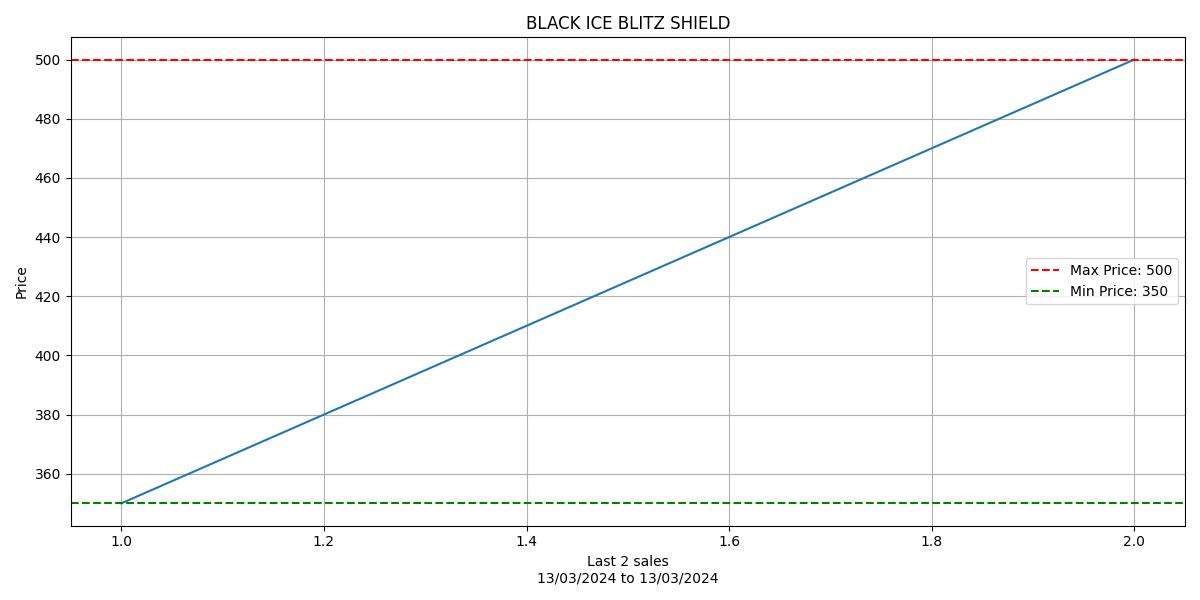 BLACK ICE BLITZ SHIELD
500
480
460
440
420
400
380
360
Price
Max Price: 500
Min Price: 350
1.0 1.2 1.4 1.6 1.8 2.0
Last 2 sales
13/03/2024 to 13/03/2024